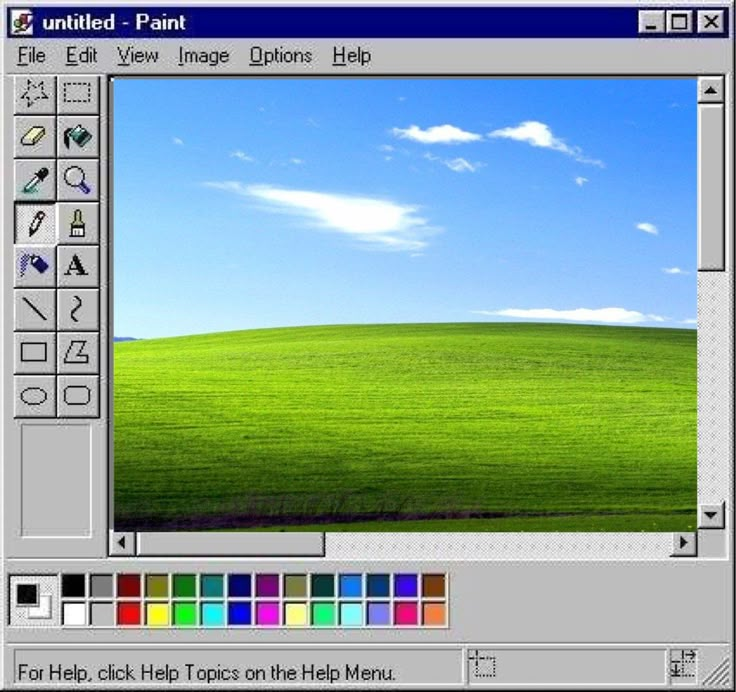 untitled - Paint
File Edit View Image Options Help
A
For Help, click Help Topics on the Help Menu.